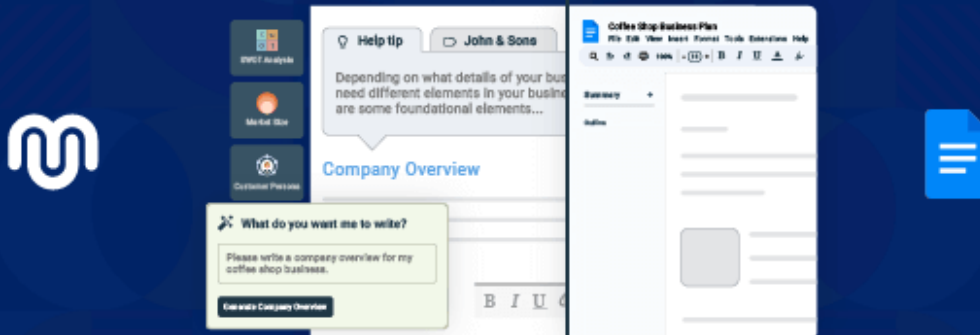 SWOT Analysis
Market Size
Customer Persona
Help tip
John & Sons
Depending on what details of your bus
need different elements in your busine
are some foundational elements...
Company Overview
What do you want me to write?
Please write a company overview for my
coffee shop business.
Generate Company Overview
B I U
Coffee Shop Business Plan
File Edit View Insert Format Tools Extensions Help
100% - 11 + B I U A
Summary +
Outline